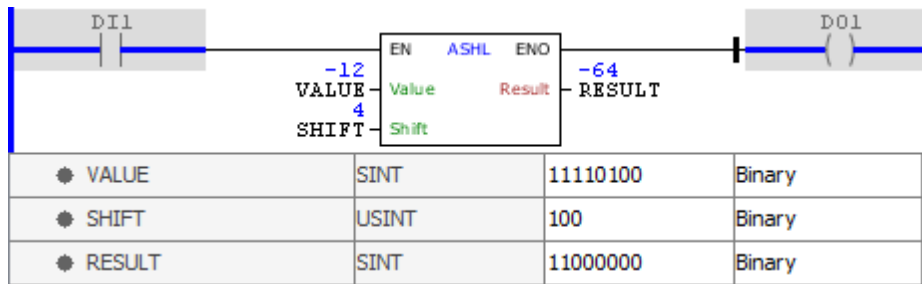 DI1 DO1
EN ASHL ENO
-12 -64
VALUE Value Result RESULT
4
SHIFT Shift
VALUE SINT 11110100 Binary
SHIFT USINT 100 Binary
RESULT SINT 11000000 Binary